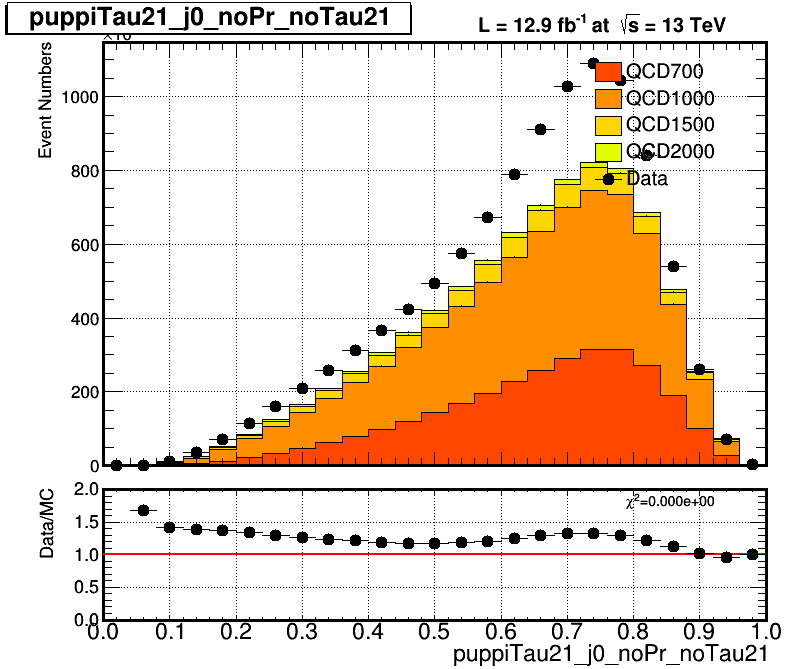 puppiTau21_j0_noPr_noTau21
L = 12.9 fb⁻¹ at √s = 13 TeV
Event Numbers
1000
800
600
400
200
0
QCD700
QCD1000
QCD1500
QCD2000
Data
Data/MC
2.0
1.5
1.0
0.5
0.0
χ²=0.000e+00
0.0 0.1 0.2 0.3 0.4 0.5 0.6 0.7 0.8 0.9 1.0
puppiTau21_j0_noPr_noTau21